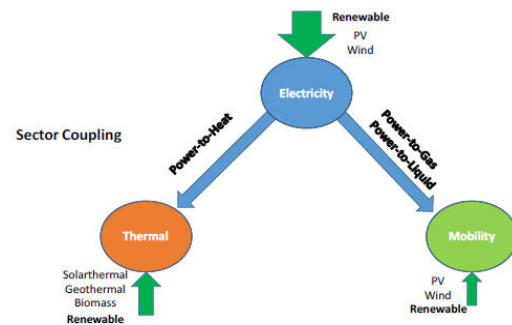 Renewable
PV
Wind
Electricity
Sector Coupling
Power-to-Heat
Power-to-Gas
Power-to-Liquid
Thermal
Mobility
Solarthermal
Geothermal
Biomass
Renewable
PV
Wind
Renewable